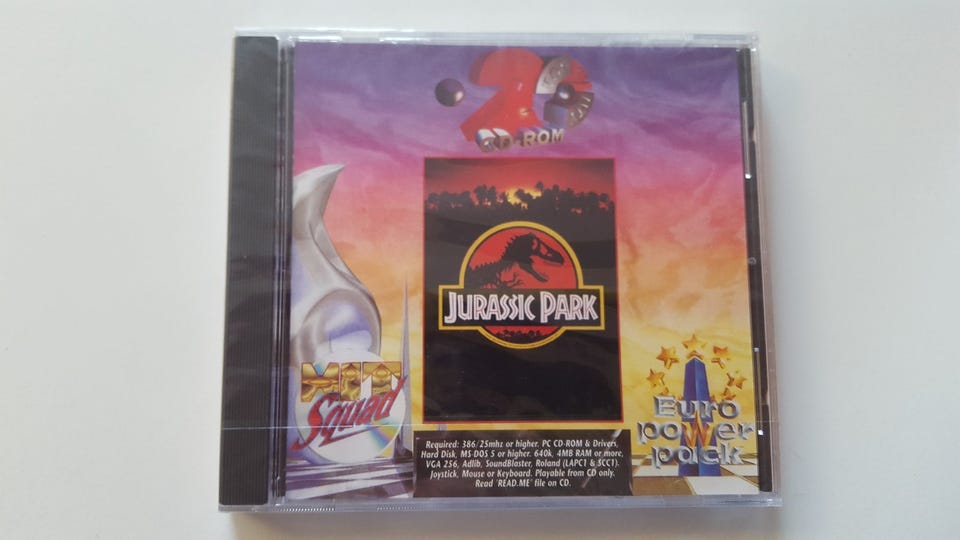 CD-ROM
JURASSIC PARK
Squad
Euro
power
pack
Required: 386/25mhz or higher. PC CD-ROM & Drivers,
Hard Disk, MS-DOS 5 or higher. 640k, 4MB RAM or more,
VGA 256, Adlib, SoundBlaster, Roland (LAPC1 & SCC1).
Joystick, Mouse or Keyboard. Playable from CD only.
Read 'READ.ME' file on CD.